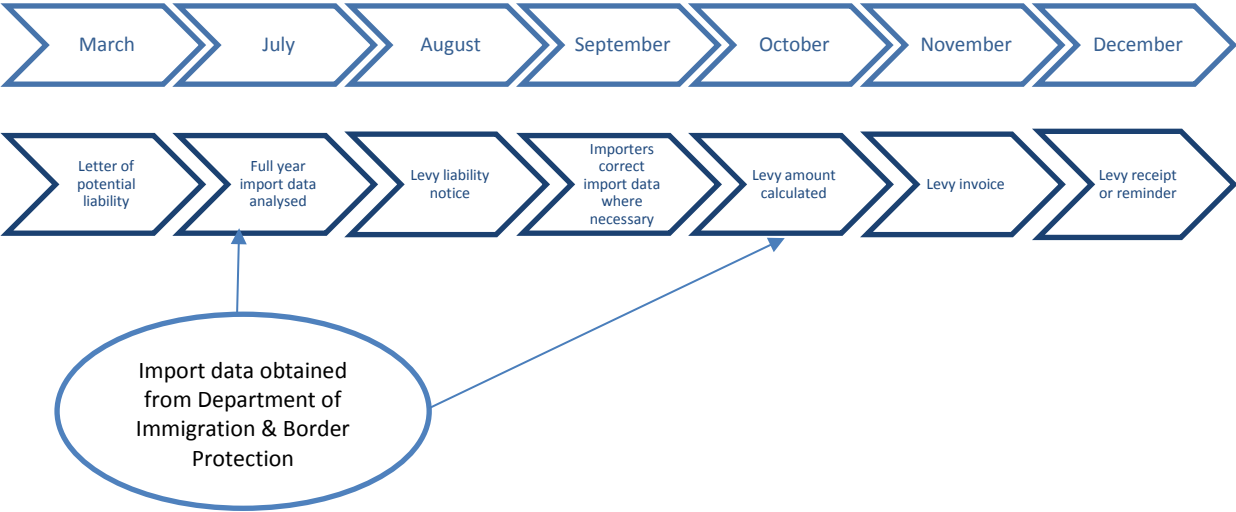 March
July
August
September
October
November
December
Letter of
potential
liability
Full year
import data
analysed
Levy liability
notice
Importers
correct
import data
where
necessary
Levy amount
calculated
Levy invoice
Levy receipt
or reminder
Import data obtained
from Department of
Immigration & Border
Protection